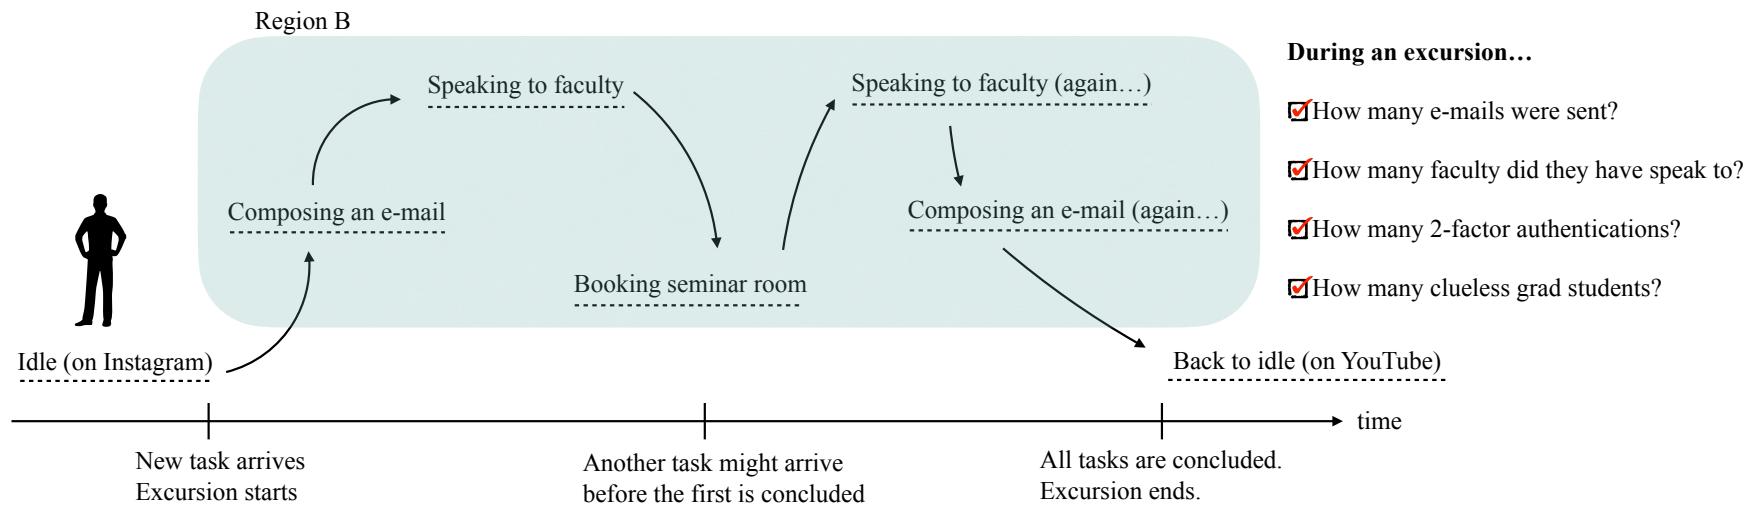 Region B
Speaking to faculty
Speaking to faculty (again…)
Composing an e-mail
Composing an e-mail (again…)
Booking seminar room
Idle (on Instagram)
Back to idle (on YouTube)
time
New task arrives
Excursion starts
Another task might arrive
before the first is concluded
All tasks are concluded.
Excursion ends.
During an excursion…
How many e-mails were sent?
How many faculty did they have speak to?
How many 2-factor authentications?
How many clueless grad students?